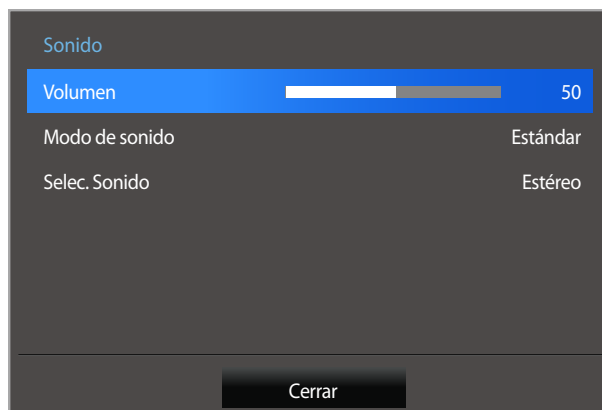 Sonido
Volumen 50
Modo de sonido Estándar
Selec. Sonido Estéreo
Cerrar